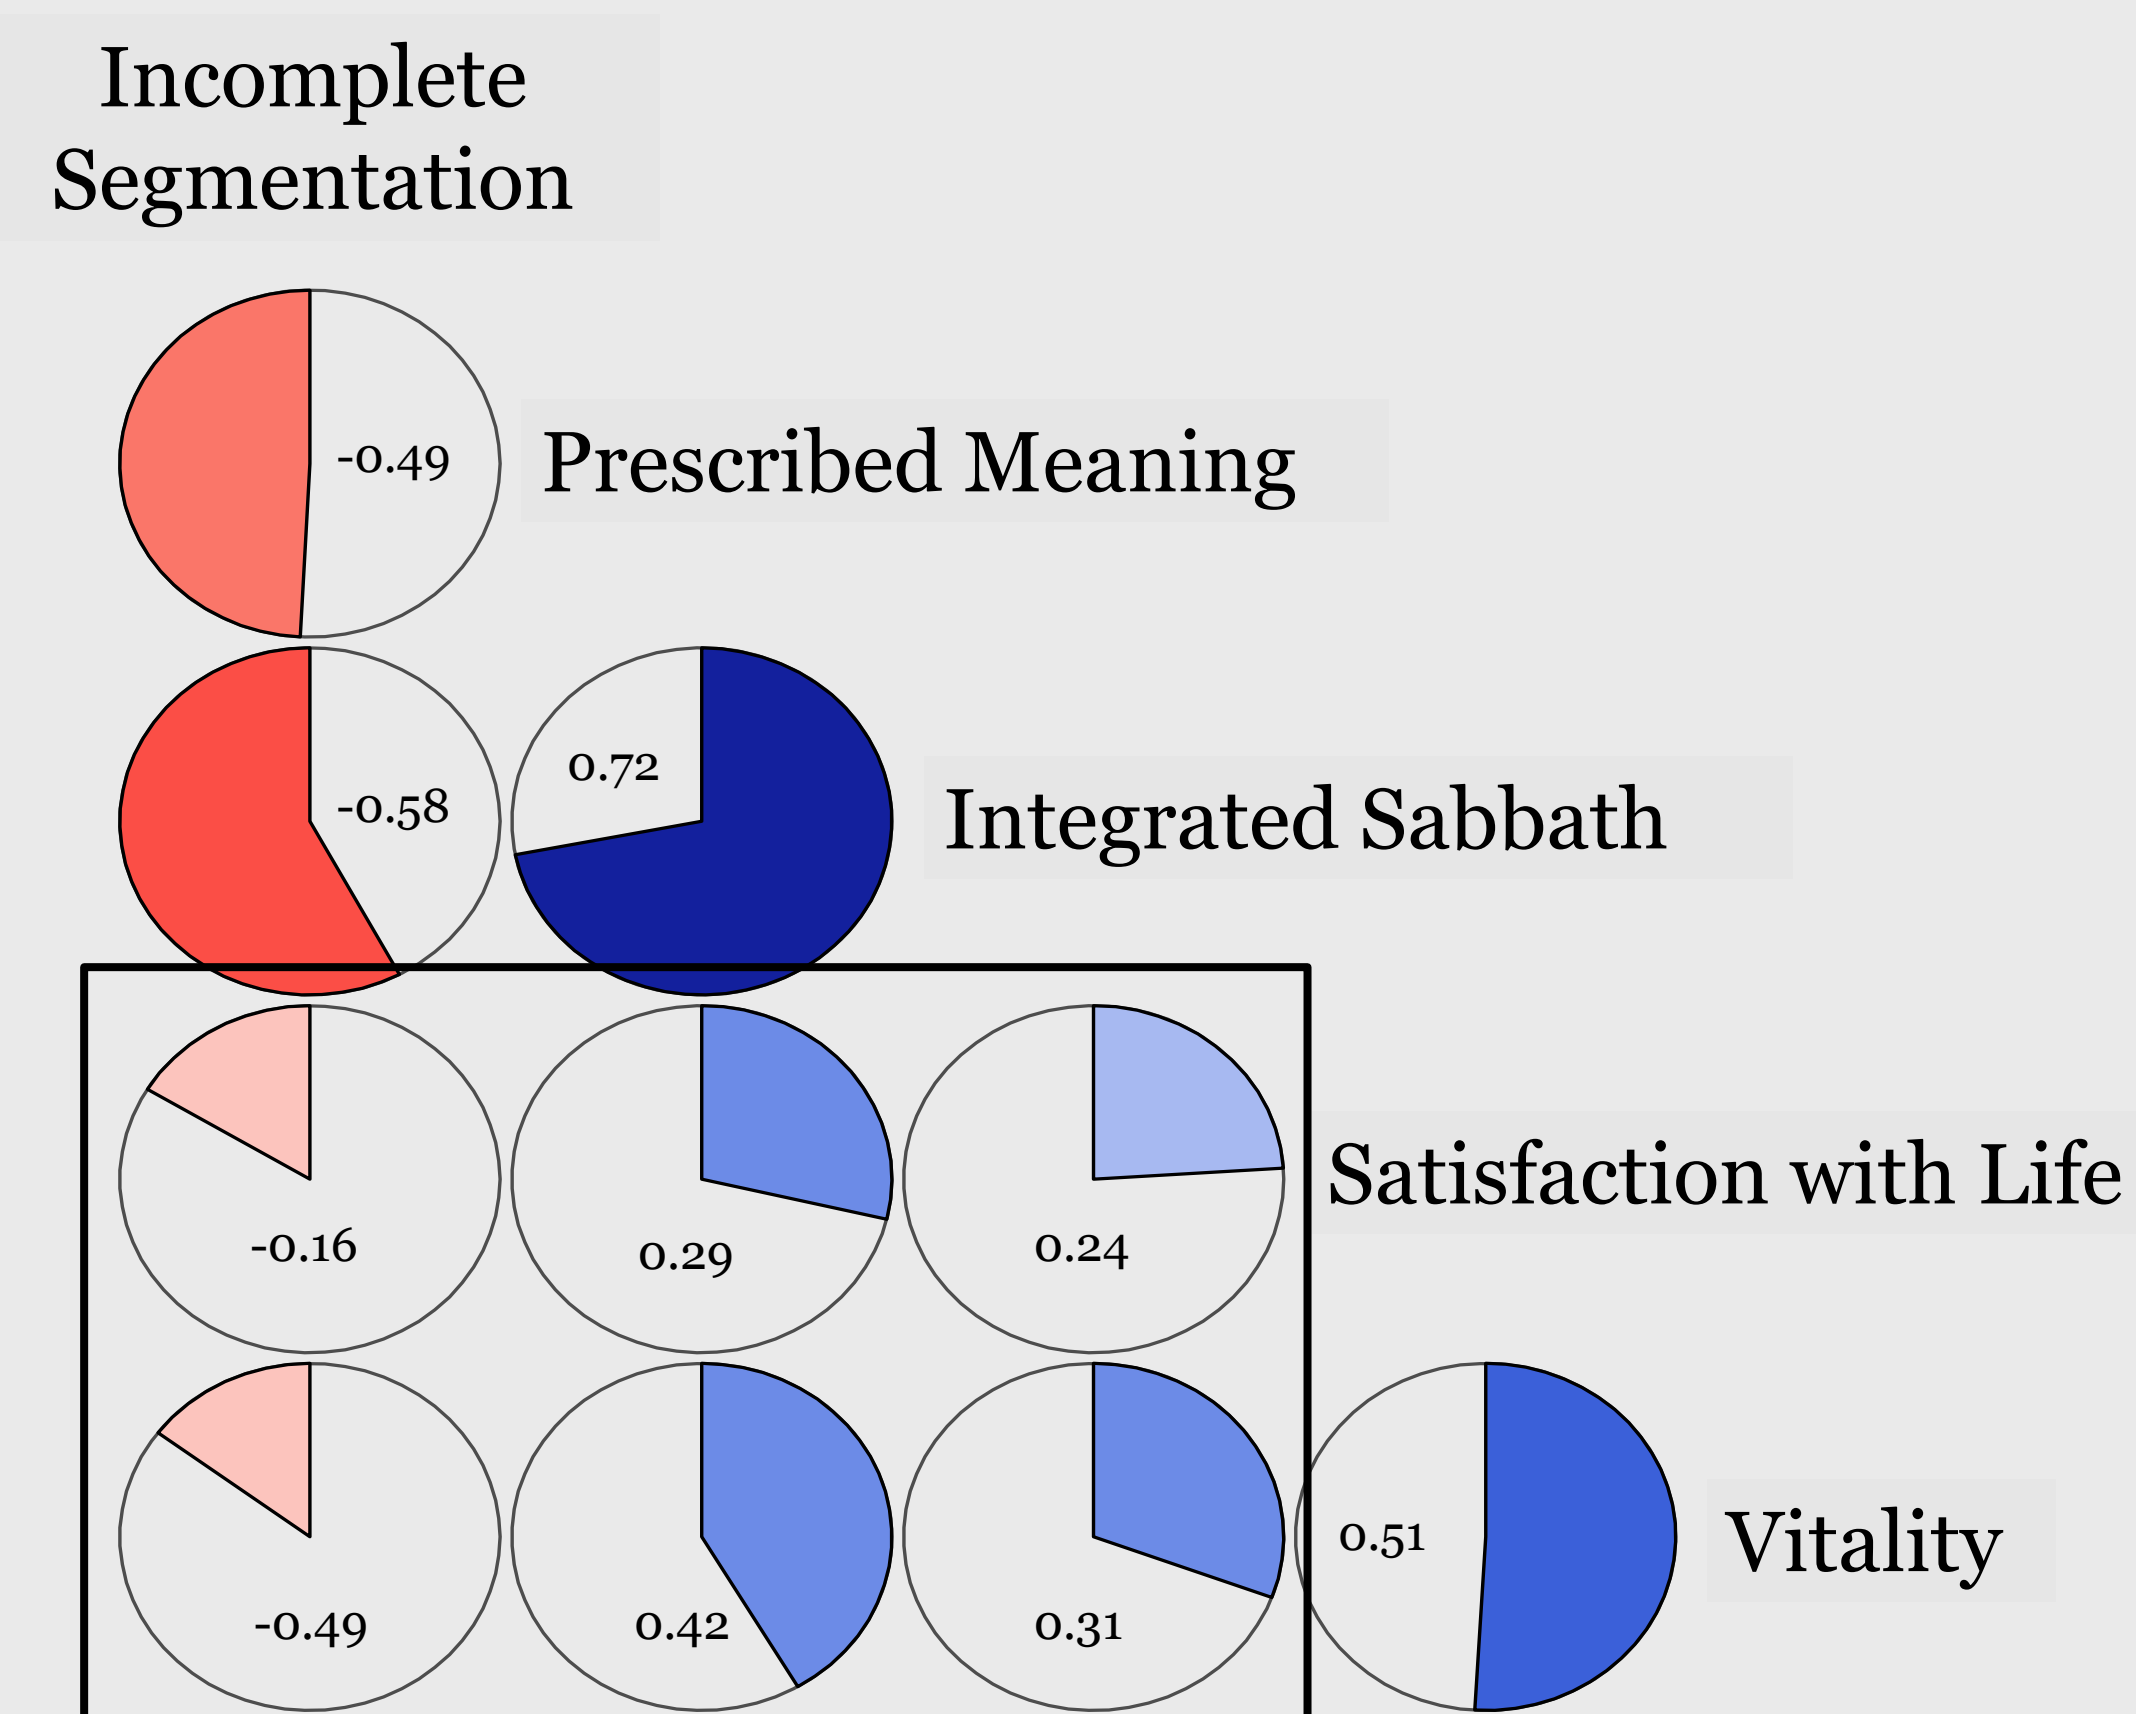 Incomplete
Segmentation
-0.49
Prescribed Meaning
-0.58
0.72
Integrated Sabbath
-0.16
0.29
0.24
Satisfaction with Life
-0.49
0.42
0.31
0.51
Vitality